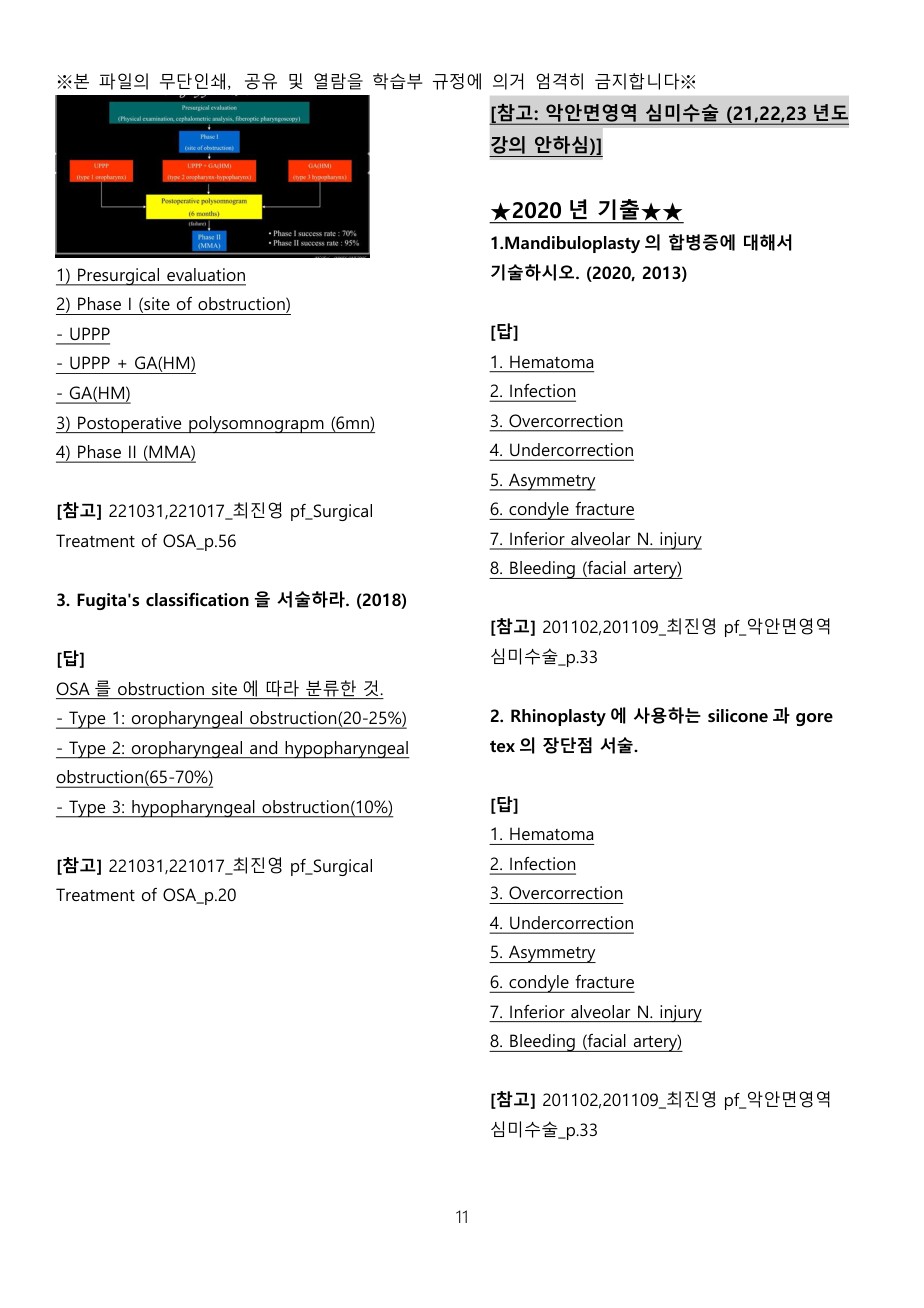 ※본 파일의 무단인쇄, 공유 및 열람을 학습부 규정에 의거 엄격히 금지합니다※
Presurgical evaluation
(Physical examination, cephalometric analysis, fiberoptic pharyngoscopy)
Phase I
(site of obstruction)
UPPP
(type 1 oropharynx)
UPPP + GA(HM)
(type 2 oropharynx-hypopharynx)
GA(HM)
(type 3 hypopharynx)
Postoperative polysomnogram
(6 months)
(failure)
Phase II
(MMA)
• Phase I success rate : 70%
• Phase II success rate : 95%
1) Presurgical evaluation
2) Phase I (site of obstruction)
- UPPP
- UPPP + GA(HM)
- GA(HM)
3) Postoperative polysomnograpm (6mn)
4) Phase II (MMA)
[참고] 221031,221017_최진영 pf_Surgical
Treatment of OSA_p.56
3. Fugita's classification 을 서술하라. (2018)
[답]
OSA 를 obstruction site 에 따라 분류한 것.
- Type 1: oropharyngeal obstruction(20-25%)
- Type 2: oropharyngeal and hypopharyngeal
obstruction(65-70%)
- Type 3: hypopharyngeal obstruction(10%)
[참고] 221031,221017_최진영 pf_Surgical
Treatment of OSA_p.20
[참고: 악안면영역 심미수술 (21,22,23 년도
강의 안하심)]
★2020 년 기출★★
1.Mandibuloplasty 의 합병증에 대해서
기술하시오. (2020, 2013)
[답]
1. Hematoma
2. Infection
3. Overcorrection
4. Undercorrection
5. Asymmetry
6. condyle fracture
7. Inferior alveolar N. injury
8. Bleeding (facial artery)
[참고] 201102,201109_최진영 pf_악안면영역
심미수술_p.33
2. Rhinoplasty 에 사용하는 silicone 과 gore
tex 의 장단점 서술.
[답]
1. Hematoma
2. Infection
3. Overcorrection
4. Undercorrection
5. Asymmetry
6. condyle fracture
7. Inferior alveolar N. injury
8. Bleeding (facial artery)
[참고] 201102,201109_최진영 pf_악안면영역
심미수술_p.33
11